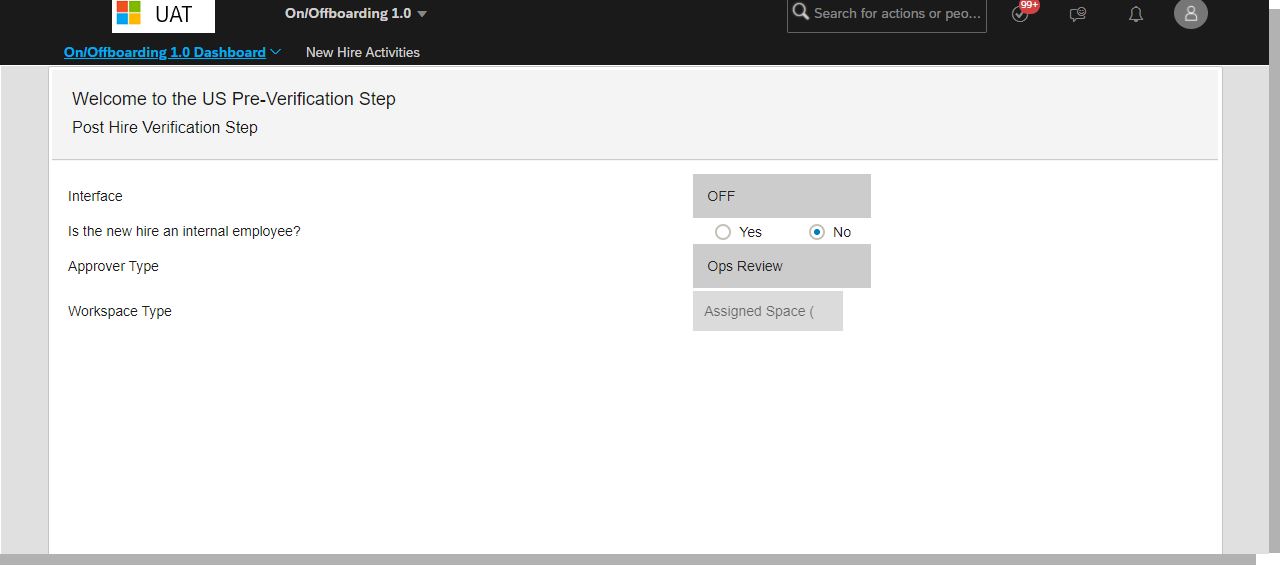 UAT
On/Offboarding 1.0
Search for actions or peo...
99+
On/Offboarding 1.0 Dashboard
New Hire Activities
Welcome to the US Pre-Verification Step
Post Hire Verification Step
Interface
OFF
Is the new hire an internal employee?
Yes
No
Approver Type
Ops Review
Workspace Type
Assigned Space (